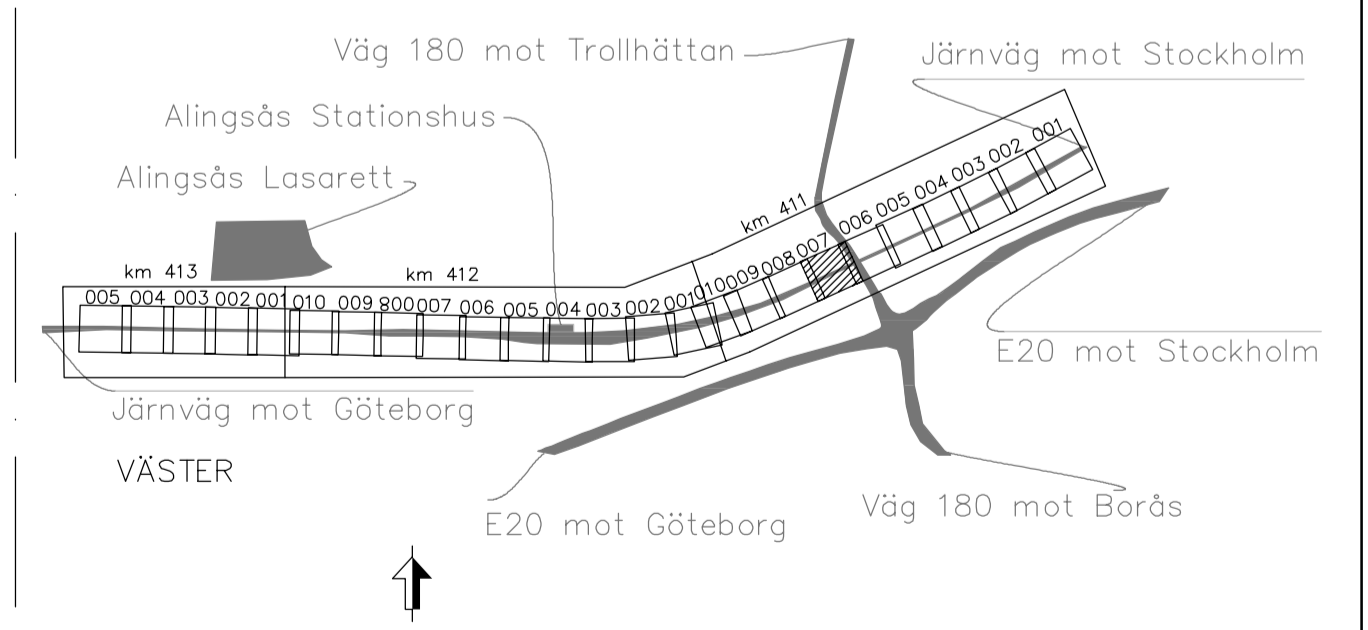 Väg 180 mot Trollhättan
Järnväg mot Stockholm
Alingsås Stationshus
Alingsås Lasarett
km 411
001
002
003
004
005
006
007
008
009
010
km 413
km 412
005 004 003 002 001 010 009 800 007 006 005 004 003 002 001
E20 mot Stockholm
Järnväg mot Göteborg
VÄSTER
E20 mot Göteborg
Väg 180 mot Borås